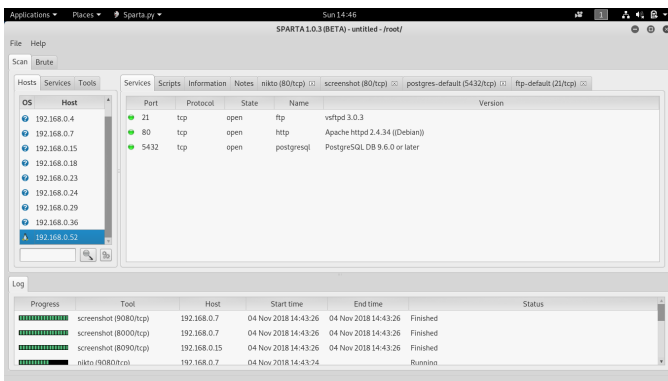 Applications ▾ Places ▾ Sparta.py ▾ Sun 14:46 1
SPARTA 1.0.3 (BETA) - untitled - /root/
File Help
Scan Brute
Hosts Services Tools
OS Host
192.168.0.4
192.168.0.7
192.168.0.15
192.168.0.18
192.168.0.23
192.168.0.24
192.168.0.29
192.168.0.36
192.168.0.52
Services Scripts Information Notes nikto (80/tcp) screenshot (80/tcp) postgres-default (5432/tcp) ftp-default (21/tcp)
Port Protocol State Name Version
21 tcp open ftp vsftpd 3.0.3
80 tcp open http Apache httpd 2.4.34 ((Debian))
5432 tcp open postgresql PostgreSQL DB 9.6.0 or later
Log
Progress Tool Host Start time End time Status
screenshot (9080/tcp) 192.168.0.7 04 Nov 2018 14:43:26 04 Nov 2018 14:43:26 Finished
screenshot (8000/tcp) 192.168.0.7 04 Nov 2018 14:43:26 04 Nov 2018 14:43:26 Finished
screenshot (8090/tcp) 192.168.0.15 04 Nov 2018 14:43:26 04 Nov 2018 14:43:26 Finished
nikto (9080/tcp) 192.168.0.7 04 Nov 2018 14:43:24 Running